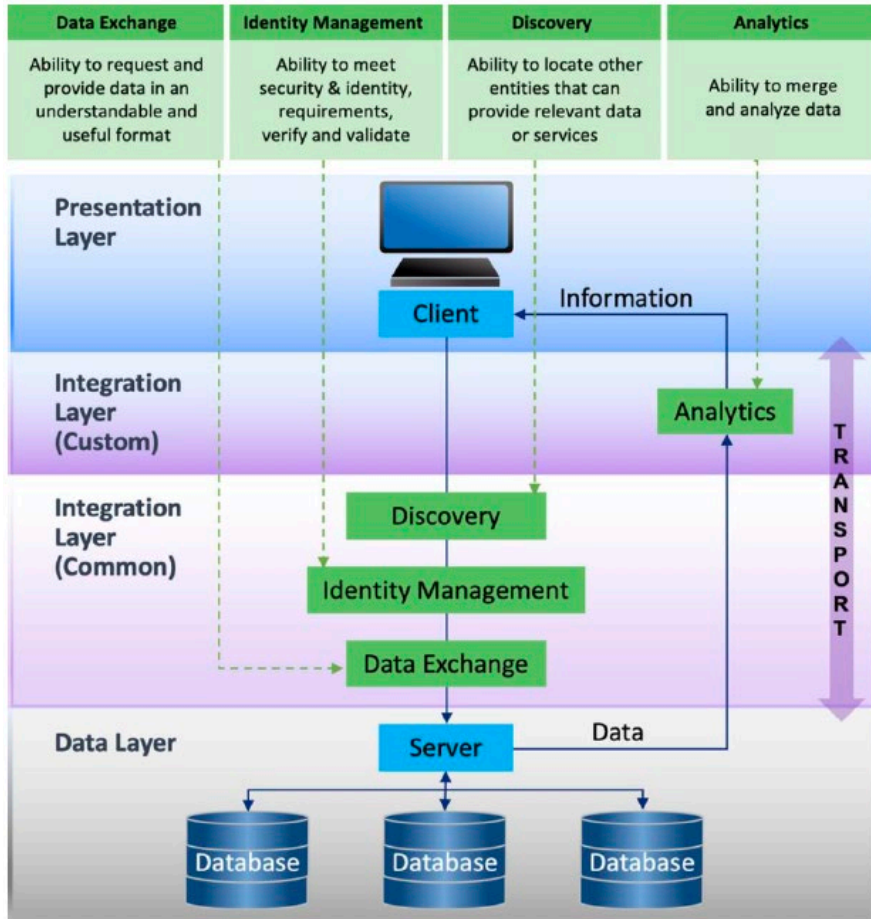 Data Exchange
Ability to request and
provide data in an
understandable and
useful format
Identity Management
Ability to meet
security & identity,
requirements,
verify and validate
Discovery
Ability to locate other
entities that can
provide relevant data
or services
Analytics
Ability to merge
and analyze data
Presentation
Layer
Client
Information
Integration
Layer
(Custom)
Analytics
Integration
Layer
(Common)
Discovery
Identity Management
Data Exchange
TRANSPORT
Data Layer
Server
Data
Database
Database
Database